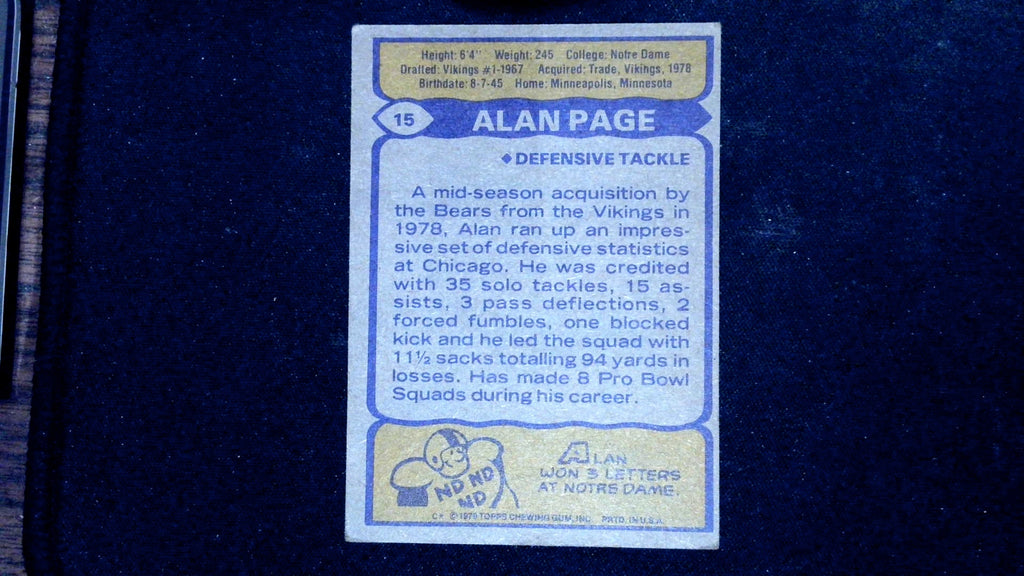 Height: 6'4" Weight: 245 College: Notre Dame
Drafted: Vikings #1-1967 Acquired: Trade, Vikings, 1978
Birthdate: 8-7-45 Home: Minneapolis, Minnesota
15 ALAN PAGE
◆DEFENSIVE TACKLE
A mid-season acquisition by
the Bears from the Vikings in
1978, Alan ran up an impres-
sive set of defensive statistics
at Chicago. He was credited
with 35 solo tackles, 15 as-
sists, 3 pass deflections, 2
forced fumbles, one blocked
kick and he led the squad with
11½ sacks totalling 94 yards in
losses. Has made 8 Pro Bowl
Squads during his career.
ALAN
WON 3 LETTERS
AT NOTRE DAME.
ND ND
ND
C* © 1979 TOPPS CHEWING GUM, INC. PRTD. IN U.S.A.